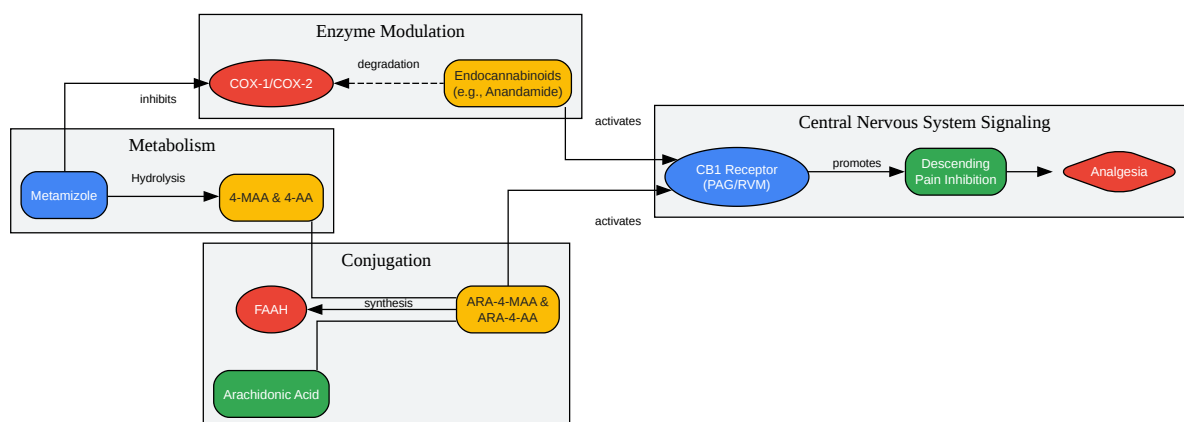 Enzyme Modulation
COX-1/COX-2
degradation
Endocannabinoids
(e.g., Anandamide)
inhibits
activates
Central Nervous System Signaling
CB1 Receptor
(PAG/RVM)
promotes
Descending
Pain Inhibition
Analgesia
Metabolism
Metamizole
Hydrolysis
4-MAA & 4-AA
activates
Conjugation
FAAH
synthesis
ARA-4-MAA &
ARA-4-AA
Arachidonic Acid